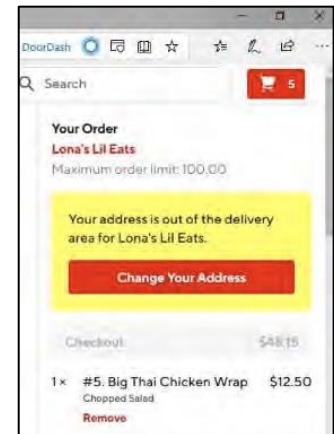 DoorDash
Search
5
Your Order
Lona's Lil Eats
Maximum order limit: 100.00
Your address is out of the delivery
area for Lona's Lil Eats.
Change Your Address
Checkout $48.15
1 × #5. Big Thai Chicken Wrap $12.50
Chopped Salad
Remove